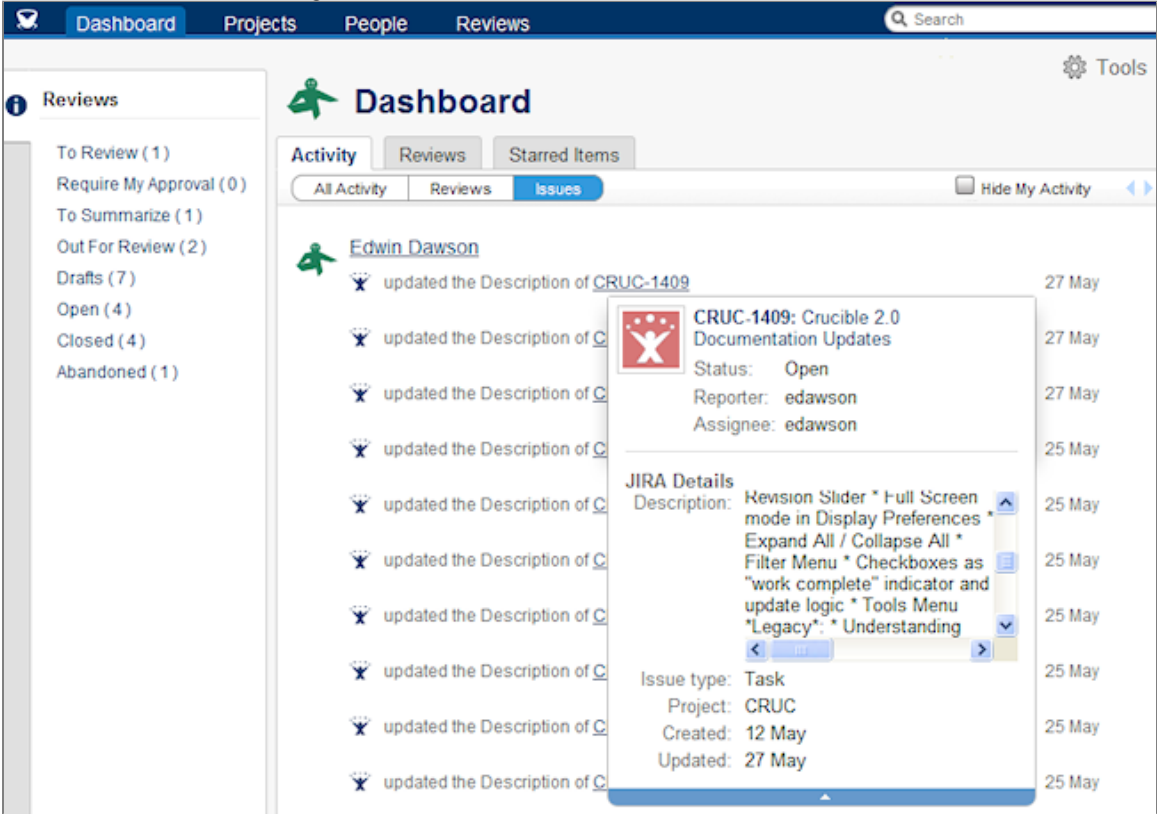 Dashboard Projects People Reviews Search
Tools
Reviews
To Review (1)
Require My Approval (0)
To Summarize (1)
Out For Review (2)
Drafts (7)
Open (4)
Closed (4)
Abandoned (1)
Dashboard
Activity Reviews Starred Items
All Activity Reviews Issues Hide My Activity
Edwin Dawson
updated the Description of CRUC-1409 27 May
updated the Description of C 27 May
updated the Description of C 27 May
updated the Description of C 25 May
updated the Description of C 25 May
updated the Description of C 25 May
updated the Description of C 25 May
updated the Description of C 25 May
updated the Description of C 25 May
updated the Description of C 25 May
CRUC-1409: Crucible 2.0
Documentation Updates
Status: Open
Reporter: edawson
Assignee: edawson
JIRA Details
Description: Revision Slider * Full Screen
mode in Display Preferences *
Expand All / Collapse All *
Filter Menu * Checkboxes as
"work complete" indicator and
update logic * Tools Menu
*Legacy*: * Understanding
Issue type: Task
Project: CRUC
Created: 12 May
Updated: 27 May